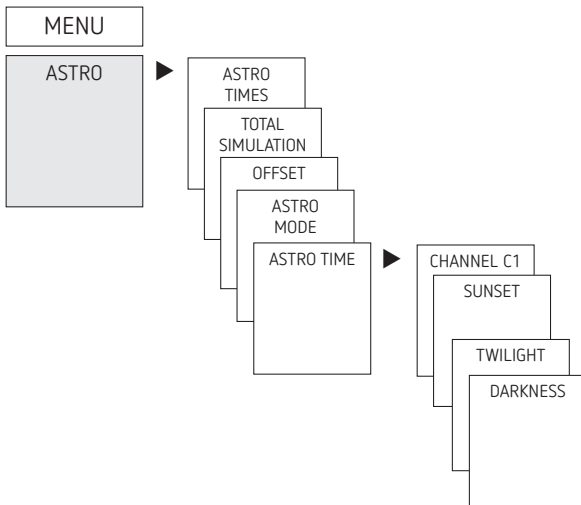 MENU
ASTRO
ASTRO
TIMES
TOTAL
SIMULATION
OFFSET
ASTRO
MODE
ASTRO TIME
CHANNEL C1
SUNSET
TWILIGHT
DARKNESS